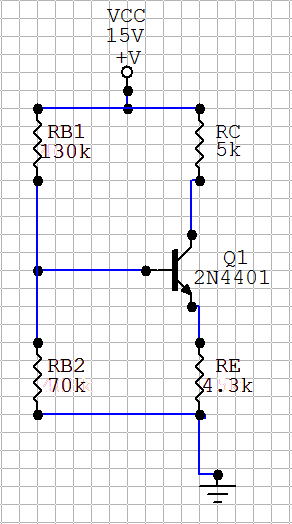 VCC
15V
+V
RB1
130k
RC
5k
Q1
2N4401
RB2
70k
RE
4.3k